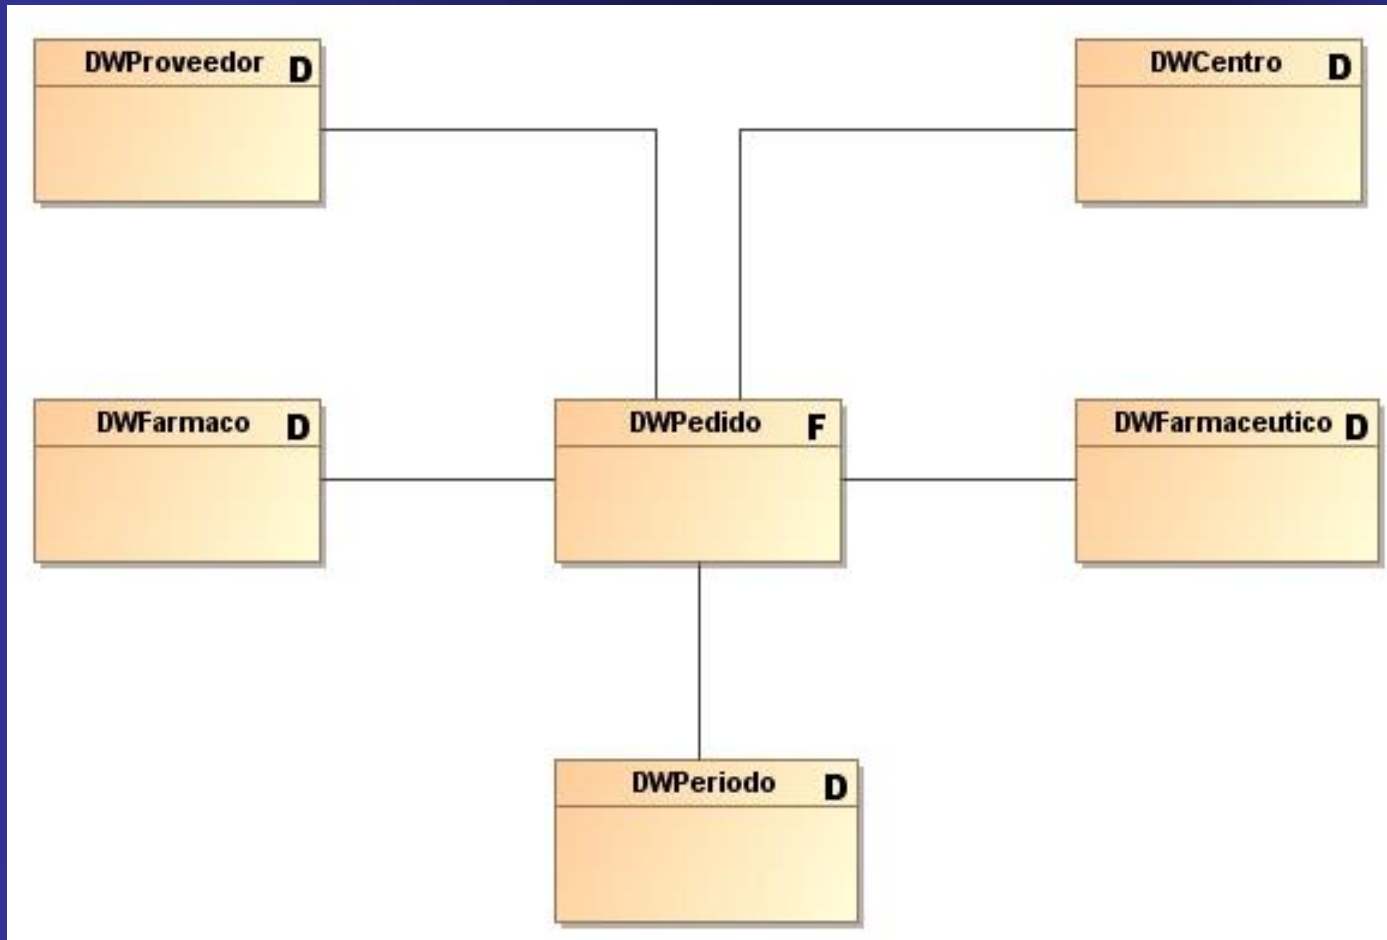 DWProveedor D
DWCentro D
DWFarmaco D
DWPedido F
DWFarmaceutico D
DWPeriodo D